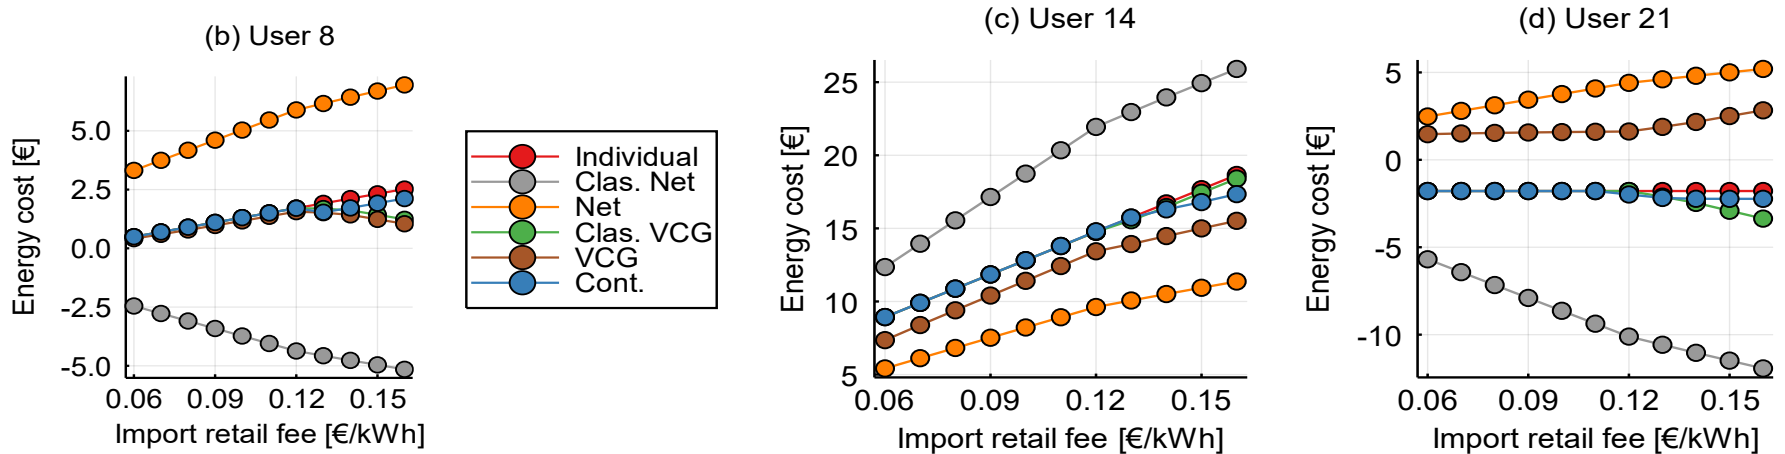 (b) User 8
Energy cost [€]
5.0
2.5
0.0
-2.5
-5.0
0.06 0.09 0.12 0.15
Import retail fee [€/kWh]
Individual
Clas. Net
Net
Clas. VCG
VCG
Cont.
(c) User 14
Energy cost [€]
25
20
15
10
5
0.06 0.09 0.12 0.15
Import retail fee [€/kWh]
(d) User 21
Energy cost [€]
5
0
-5
-10
0.06 0.09 0.12 0.15
Import retail fee [€/kWh]